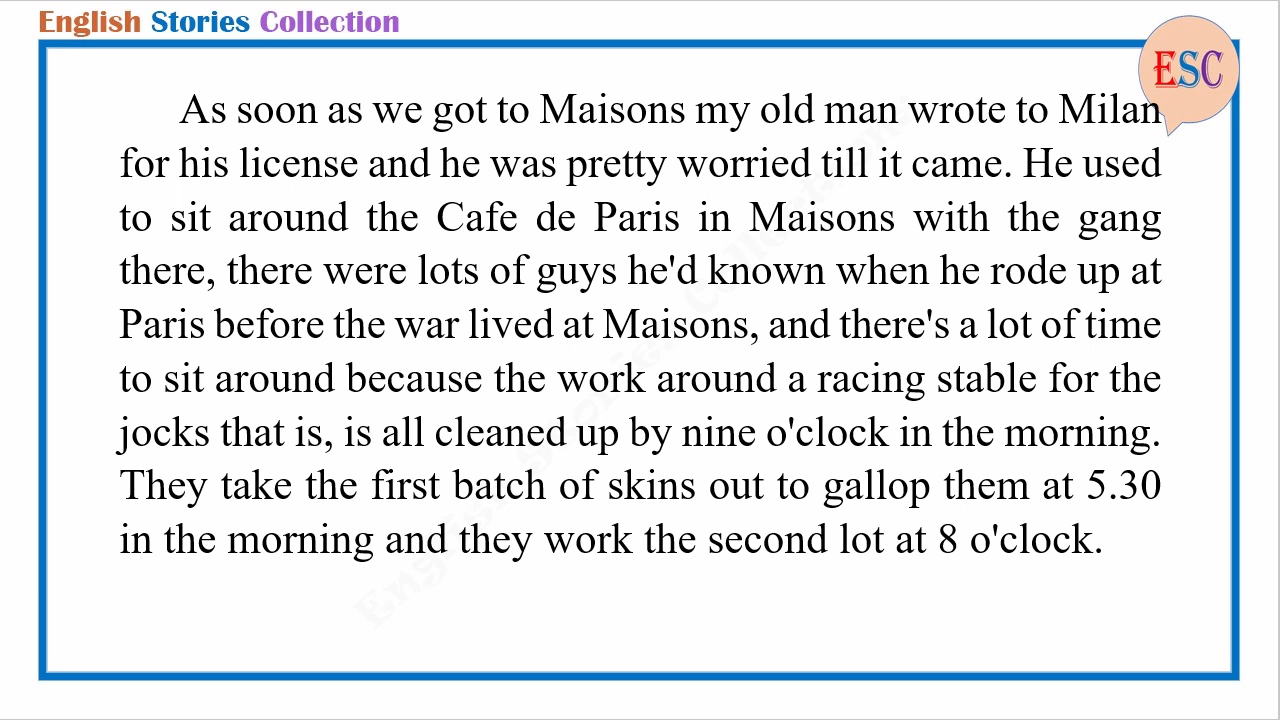 English Stories Collection
ESC
As soon as we got to Maisons my old man wrote to Milan
for his license and he was pretty worried till it came. He used
to sit around the Cafe de Paris in Maisons with the gang
there, there were lots of guys he'd known when he rode up at
Paris before the war lived at Maisons, and there's a lot of time
to sit around because the work around a racing stable for the
jocks that is, is all cleaned up by nine o'clock in the morning.
They take the first batch of skins out to gallop them at 5.30
in the morning and they work the second lot at 8 o'clock.
English Stories Collection